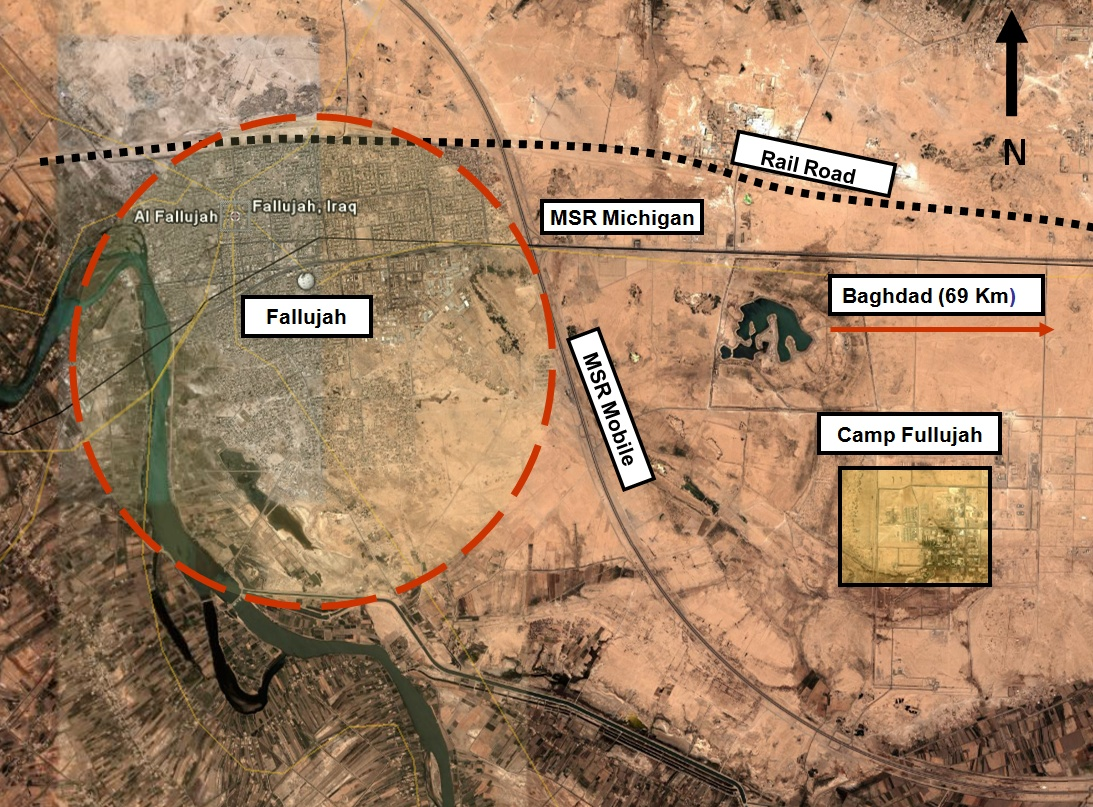 N
Rail Road
Al Fallujah
Fallujah, Iraq
MSR Michigan
Baghdad (69 Km)
Fallujah
MSR Mobile
Camp Fullujah